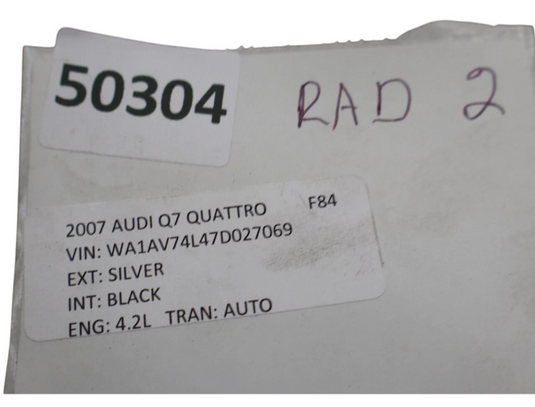 50304
RAD 2
2007 AUDI Q7 QUATTRO F84
VIN: WA1AV74L47D027069
EXT: SILVER
INT: BLACK
ENG: 4.2L TRAN: AUTO